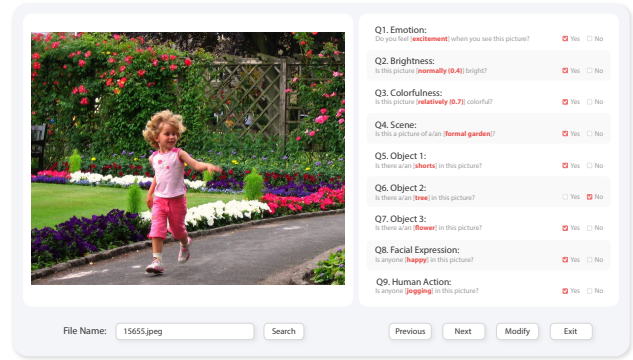 Q1. Emotion:
Do you feel [excitement] when you see this picture?
Yes No
Q2. Brightness:
Is this picture [normally (0.4)] bright?
Yes No
Q3. Colorfulness:
Is this picture [relatively (0.7)] colorful?
Yes No
Q4. Scene:
Is this a picture of a/an [formal garden]?
Yes No
Q5. Object 1:
Is there a/an [shorts] in this picture?
Yes No
Q6. Object 2:
Is there a/an [tree] in this picture?
Yes No
Q7. Object 3:
Is there a/an [flower] in this picture?
Yes No
Q8. Facial Expression:
Is anyone [happy] in this picture?
Yes No
Q9. Human Action:
Is anyone [jogging] in this picture?
Yes No
File Name: 15655.jpeg Search Previous Next Modify Exit